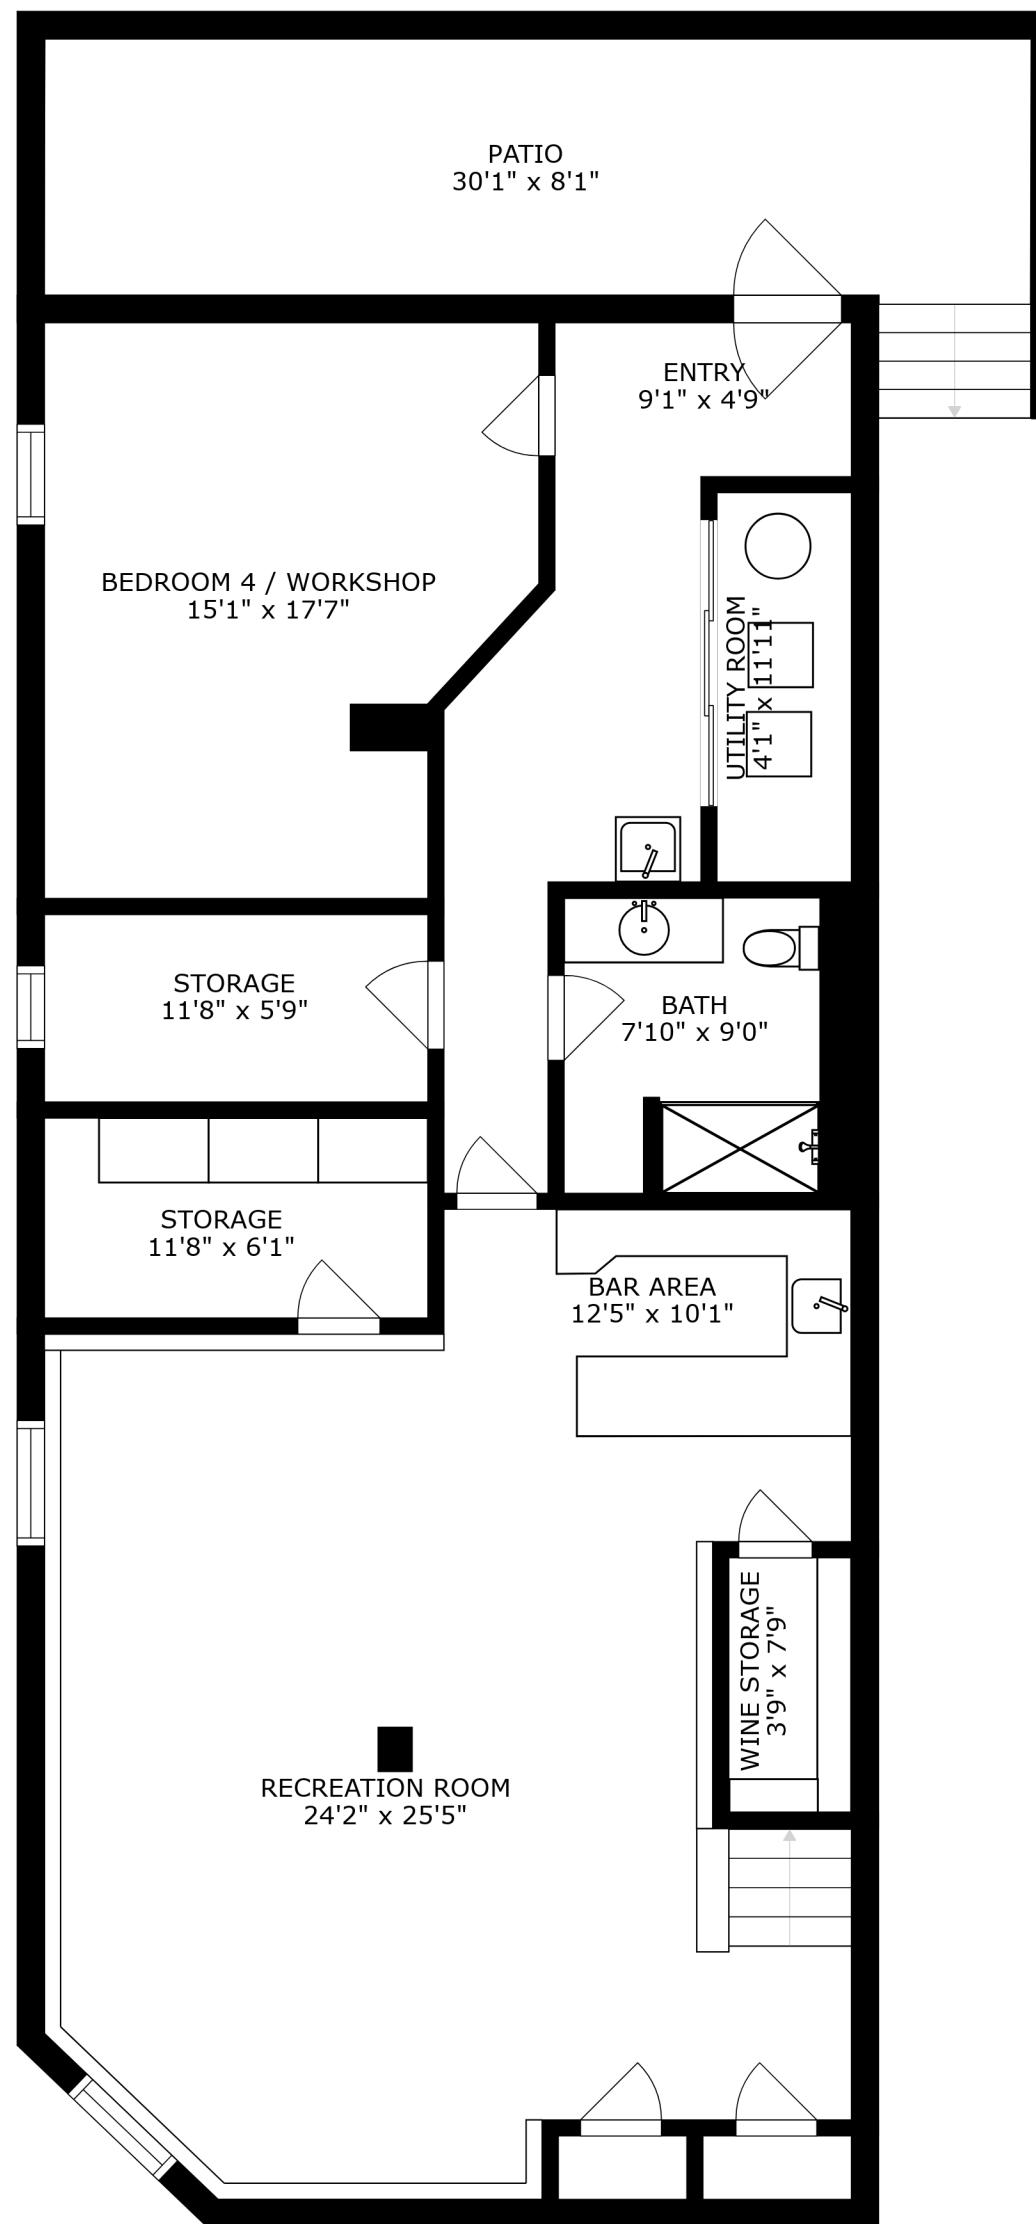 PATIO
30'1" x 8'1"
ENTRY
9'1" x 4'9"
BEDROOM 4 / WORKSHOP
15'1" x 17'7"
UTILITY ROOM
4'1" x 11'11"
STORAGE
11'8" x 5'9"
BATH
7'10" x 9'0"
STORAGE
11'8" x 6'1"
BAR AREA
12'5" x 10'1"
WINE STORAGE
3'9" x 7'9"
RECREATION ROOM
24'2" x 25'5"